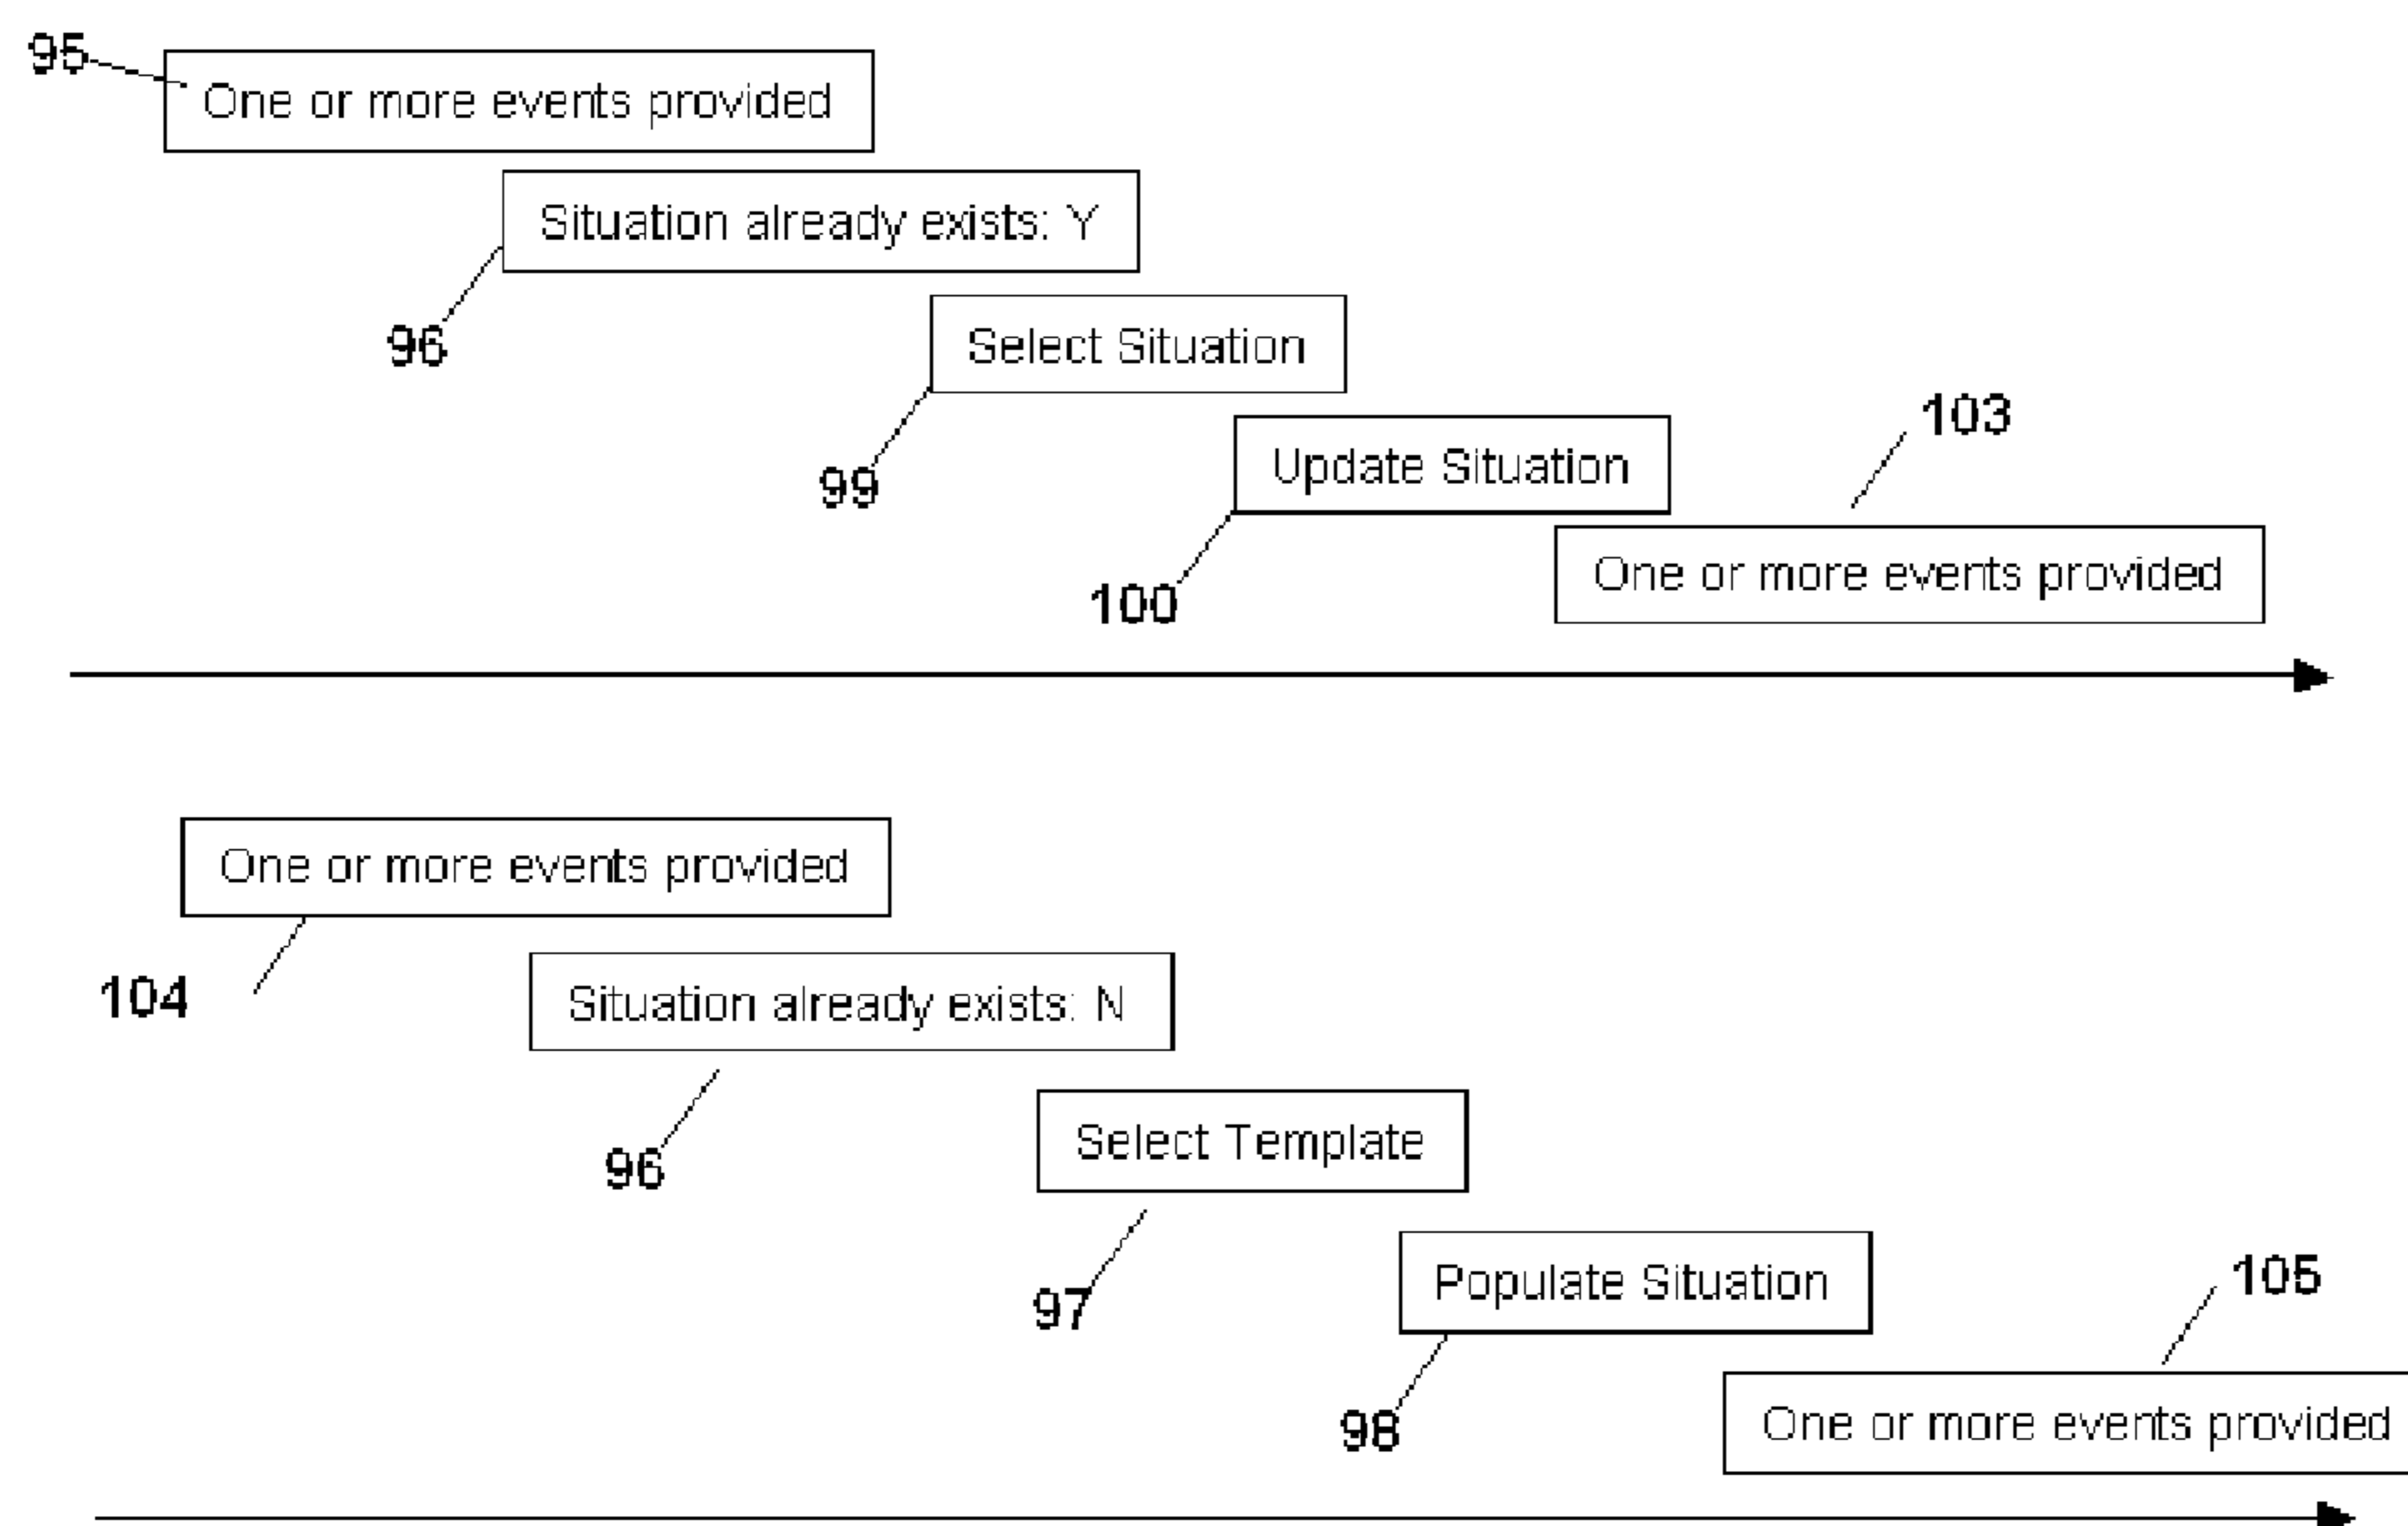 95
One or more events provided
Situation already exists: Y
96
Select Situation
99
103
Update Situation
100
One or more events provided
One or more events provided
104
Situation already exists: N
96
Select Template
97
Populate Situation
105
98
One or more events provided